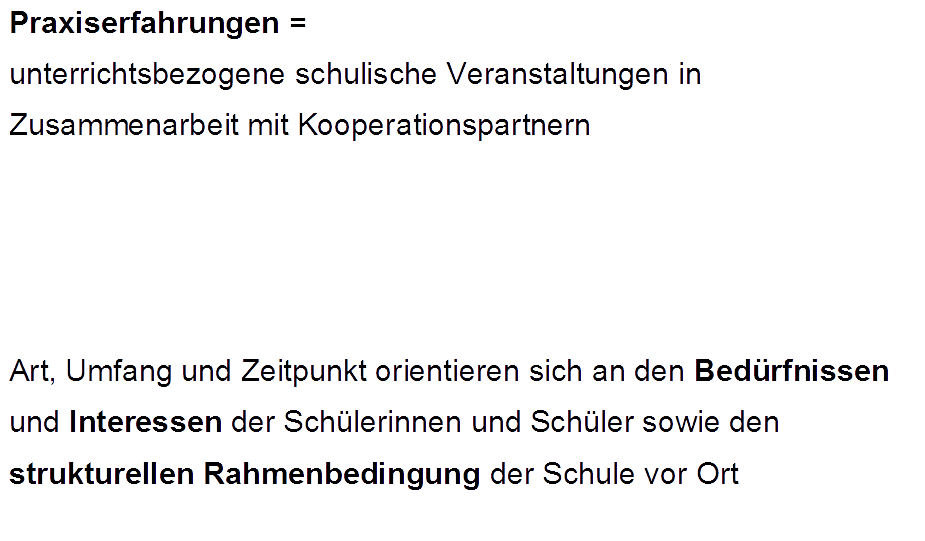 Praxiserfahrungen =
unterrichtsbezogene schulische Veranstaltungen in
Zusammenarbeit mit Kooperationspartnern
Art, Umfang und Zeitpunkt orientieren sich an den Bedürfnissen
und Interessen der Schülerinnen und Schüler sowie den
strukturellen Rahmenbedingung der Schule vor Ort